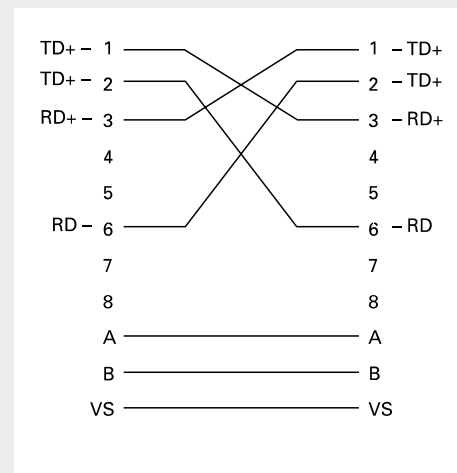 TD+ – 1 1 – TD+
TD+ – 2 2 – TD+
RD+ – 3 3 – RD+
4 4
5 5
RD – 6 6 – RD
7 7
8 8
A A
B B
VS VS